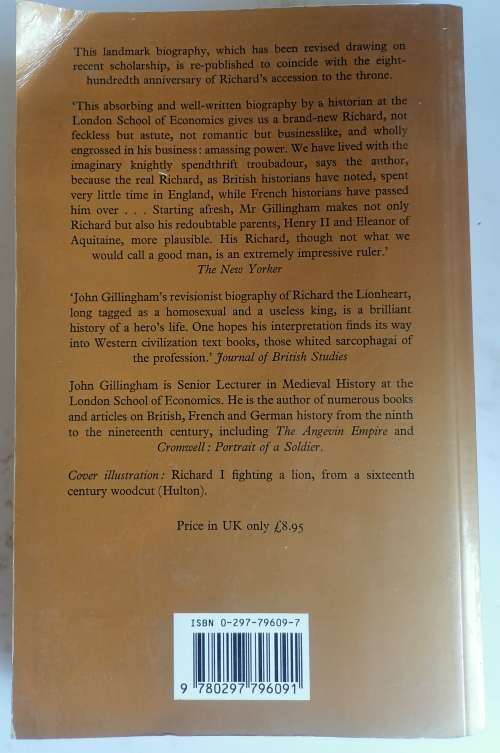 This landmark biography, which has been revised drawing on
recent scholarship, is re-published to coincide with the eight-
hundredth anniversary of Richard's accession to the throne.
'This absorbing and well-written biography by a historian at the
London School of Economics gives us a brand-new Richard, not
feckless but astute, not romantic but businesslike, and wholly
engrossed in his business: amassing power. We have lived with the
imaginary knightly spendthrift troubadour, says the author,
because the real Richard, as British historians have noted, spent
very little time in England, while French historians have passed
him over . . . Starting afresh, Mr Gillingham makes not only
Richard but also his redoubtable parents, Henry II and Eleanor of
Aquitaine, more plausible. His Richard, though not what we
would call a good man, is an extremely impressive ruler.'
The New Yorker
'John Gillingham's revisionist biography of Richard the Lionheart,
long tagged as a homosexual and a useless king, is a brilliant
history of a hero's life. One hopes his interpretation finds its way
into Western civilization text books, those whited sarcophagai of
the profession.' Journal of British Studies
John Gillingham is Senior Lecturer in Medieval History at the
London School of Economics. He is the author of numerous books
and articles on British, French and German history from the ninth
to the nineteenth century, including The Angevin Empire and
Cromwell: Portrait of a Soldier.
Cover illustration: Richard I fighting a lion, from a sixteenth
century woodcut (Hulton).
Price in UK only £8.95
ISBN 0-297-79609-7
9 780297 796091